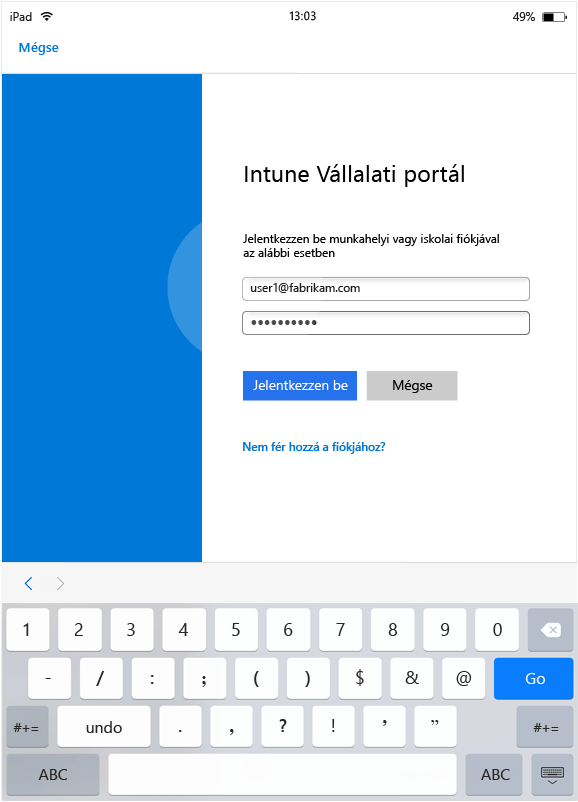 iPad 13:03 49%
Mégse
Intune Vállalati portál
Jelentkezzen be munkahelyi vagy iskolai fiókjával
az alábbi esetben
user1@fabrikam.com
••••••••••
Jelentkezzen be Mégse
Nem fér hozzá a fiókjához?
1 2 3 4 5 6 7 8 9 0
- / : ; ( ) $ & @ Go
#+= undo . , ? ! ’ ” #+=
ABC ABC